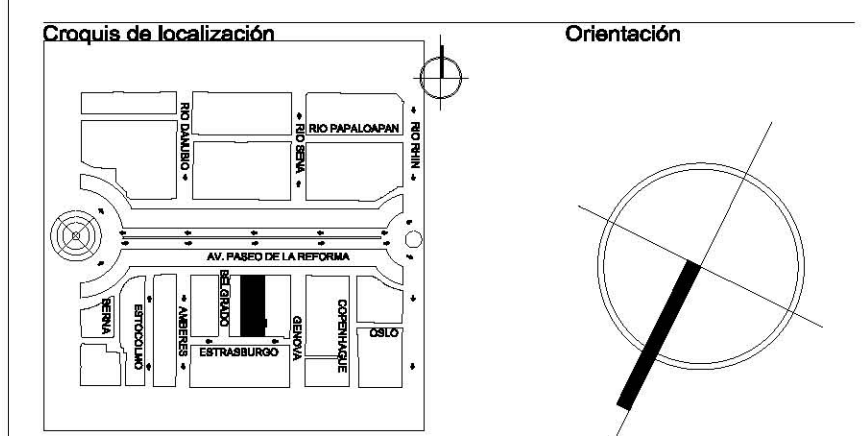 Croquis de localización
Orientación
RIO DANUBIO
RIO SENA
RIO PAPALOAPAN
RIO RHIN
AV. PASEO DE LA REFORMA
BERNA
ESTOCOLMO
AMBERES
BELGRADO
ESTRASBURGO
GENOVA
COPENHAGUE
OSLO